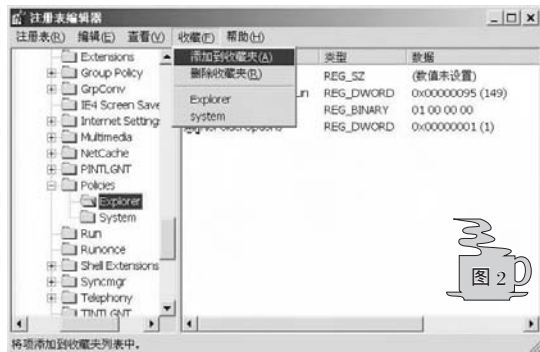 注册表编辑器
注册表(R) 编辑(E) 查看(V) 收藏(F) 帮助(H)
添加到收藏夹(A)
删除收藏夹(R)
Explorer
system
类型 数据
REG_SZ (数值未设置)
un REG_DWORD 0x00000095 (149)
REG_BINARY 01 00 00 00
REG_DWORD 0x00000001 (1)
Extensions
Group Policy
GrpConv
IE4 Screen Save
Internet Setting
Multimedia
NetCache
PINTLGNT
Policies
Explorer
System
Run
Runonce
Shell Extensions
Syncmgr
Telephony
TINTLGNT
图 2
将项添加到收藏夹列表中。